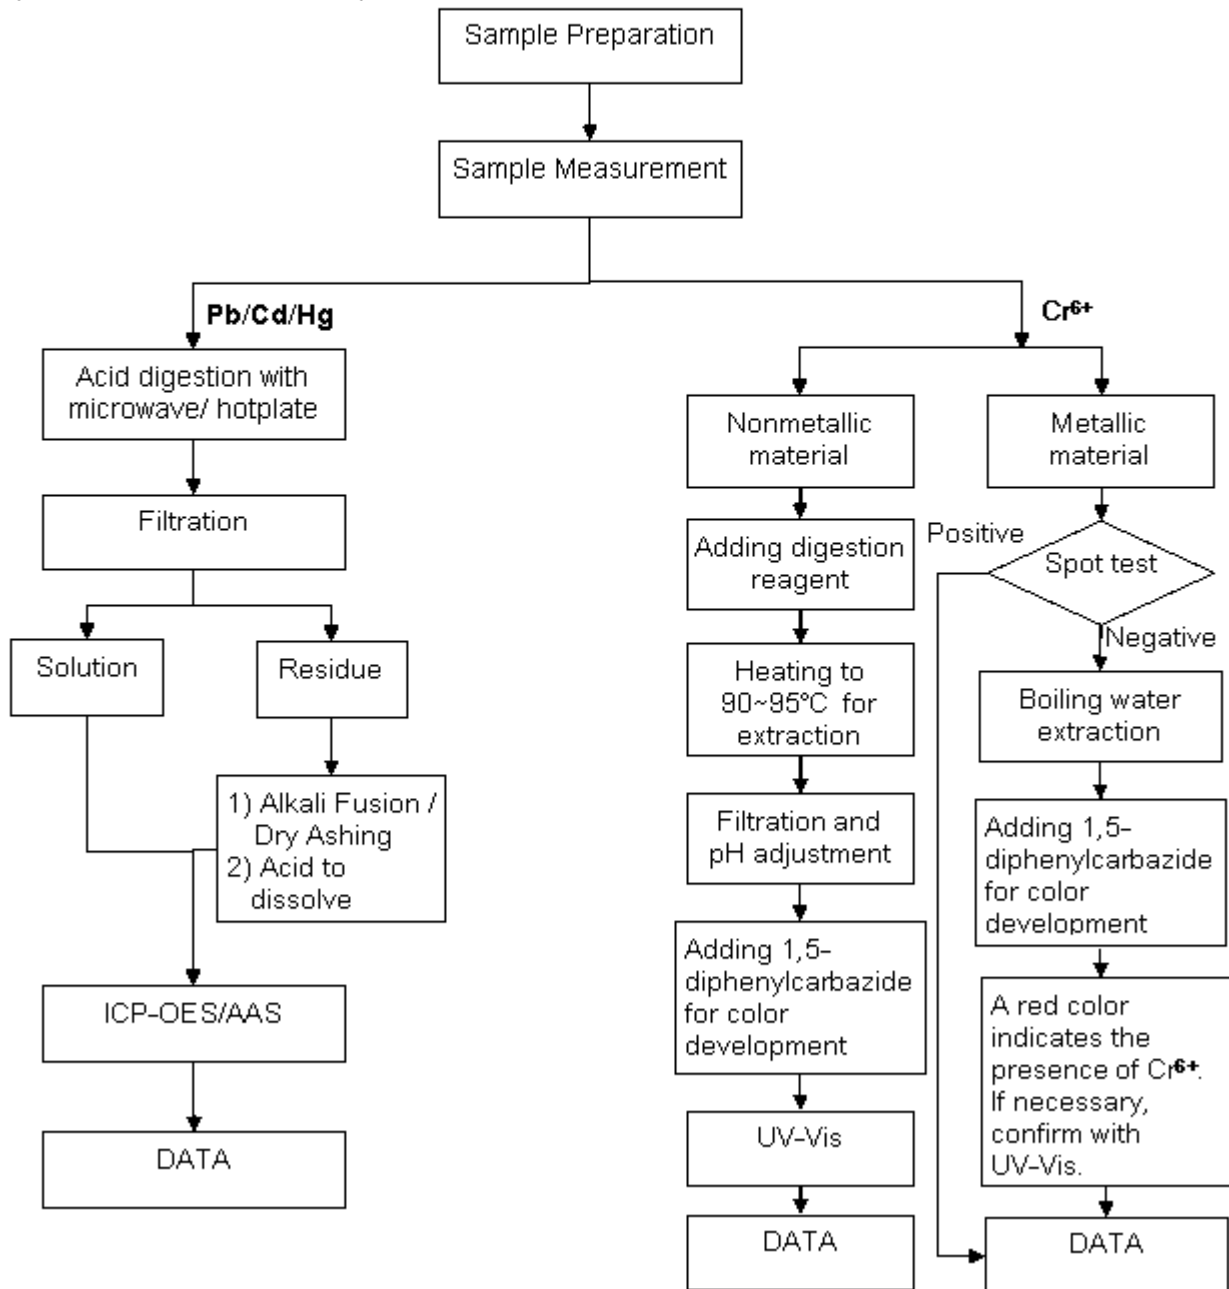 Sample Preparation
Sample Measurement
Pb/Cd/Hg
Acid digestion with
microwave/ hotplate
Filtration
Solution
Residue
1) Alkali Fusion /
Dry Ashing
2) Acid to
dissolve
ICP-OES/AAS
DATA
Cr⁶⁺
Nonmetallic
material
Adding digestion
reagent
Heating to
90~95°C for
extraction
Filtration and
pH adjustment
Adding 1,5-
diphenylcarbazide
for color
development
UV-Vis
DATA
Metallic
material
Positive
Spot test
Negative
Boiling water
extraction
Adding 1,5-
diphenylcarbazide
for color
development
A red color
indicates the
presence of Cr⁶⁺.
If necessary,
confirm with
UV-Vis.
DATA